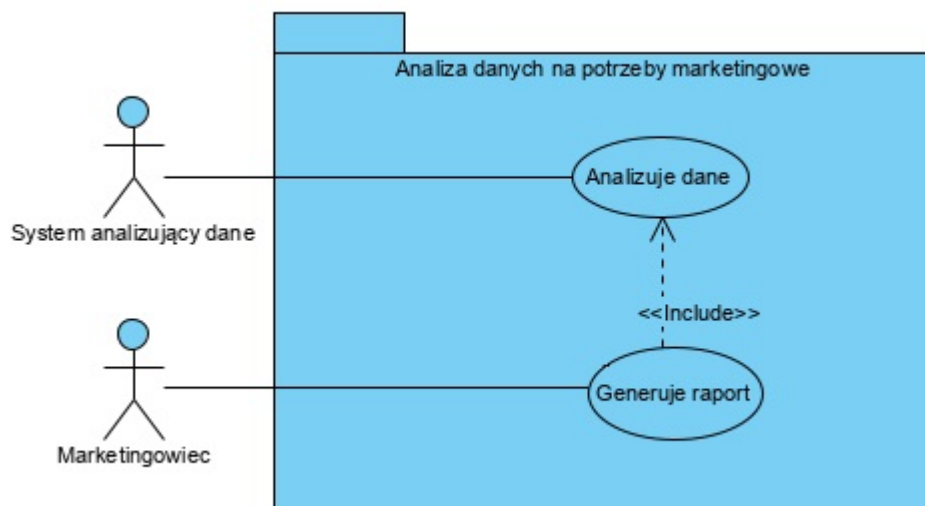 Analiza danych na potrzeby marketingowe
Analizuje dane
System analizujący dane
<<Include>>
Generuje raport
Marketingowiec